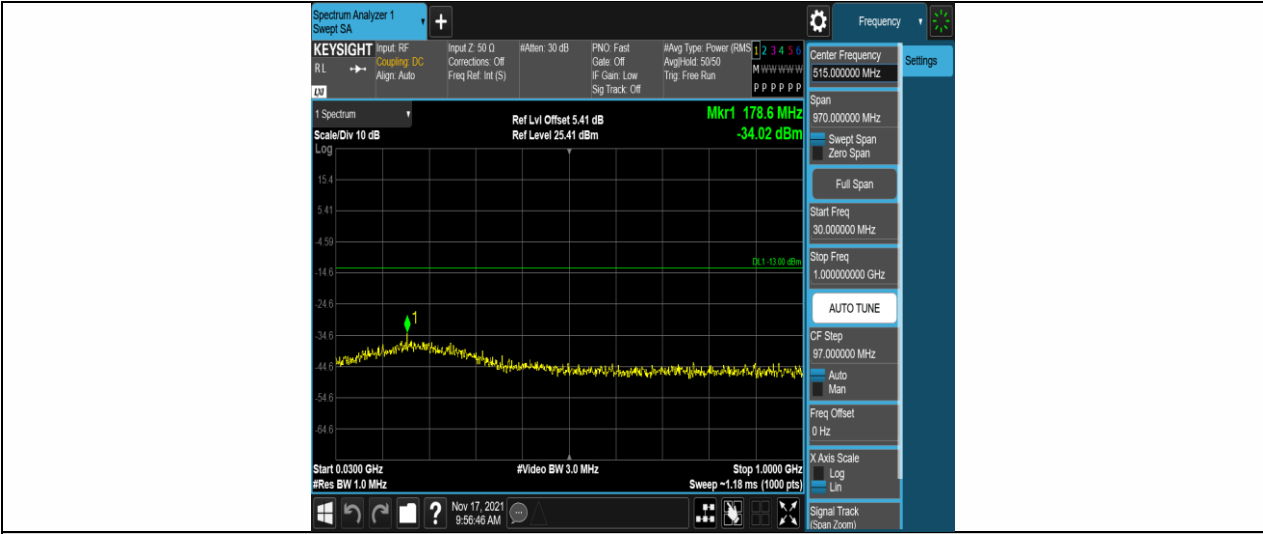 Spectrum Analyzer 1
Swept SA
+
Frequency
KEYSIGHT
RL
LXI
Input: RF
Coupling: DC
Align: Auto
Input Z: 50 Ω
Corrections: Off
Freq Ref: Int (S)
#Atten: 30 dB
PNO: Fast
Gate: Off
IF Gain: Low
Sig Track: Off
#Avg Type: Power (RMS
Avg|Hold: 50/50
Trig: Free Run
1 2 3 4 5 6
M W W W W W
P P P P P P
1 Spectrum
Scale/Div 10 dB
Log
Ref Lvl Offset 5.41 dB
Ref Level 25.41 dBm
Mkr1 178.6 MHz
-34.02 dBm
15.4
5.41
-4.59
DL1 -13.00 dBm
-14.6
-24.6
1
-34.6
-44.6
-54.6
-64.6
Start 0.0300 GHz
#Video BW 3.0 MHz
Stop 1.0000 GHz
#Res BW 1.0 MHz
Sweep ~1.18 ms (1000 pts)
?
Nov 17, 2021
9:56:46 AM
Center Frequency
515.000000 MHz
Settings
Span
970.000000 MHz
Swept Span
Zero Span
Full Span
Start Freq
30.000000 MHz
Stop Freq
1.000000000 GHz
AUTO TUNE
CF Step
97.000000 MHz
Auto
Man
Freq Offset
0 Hz
X Axis Scale
Log
Lin
Signal Track
(Span Zoom)